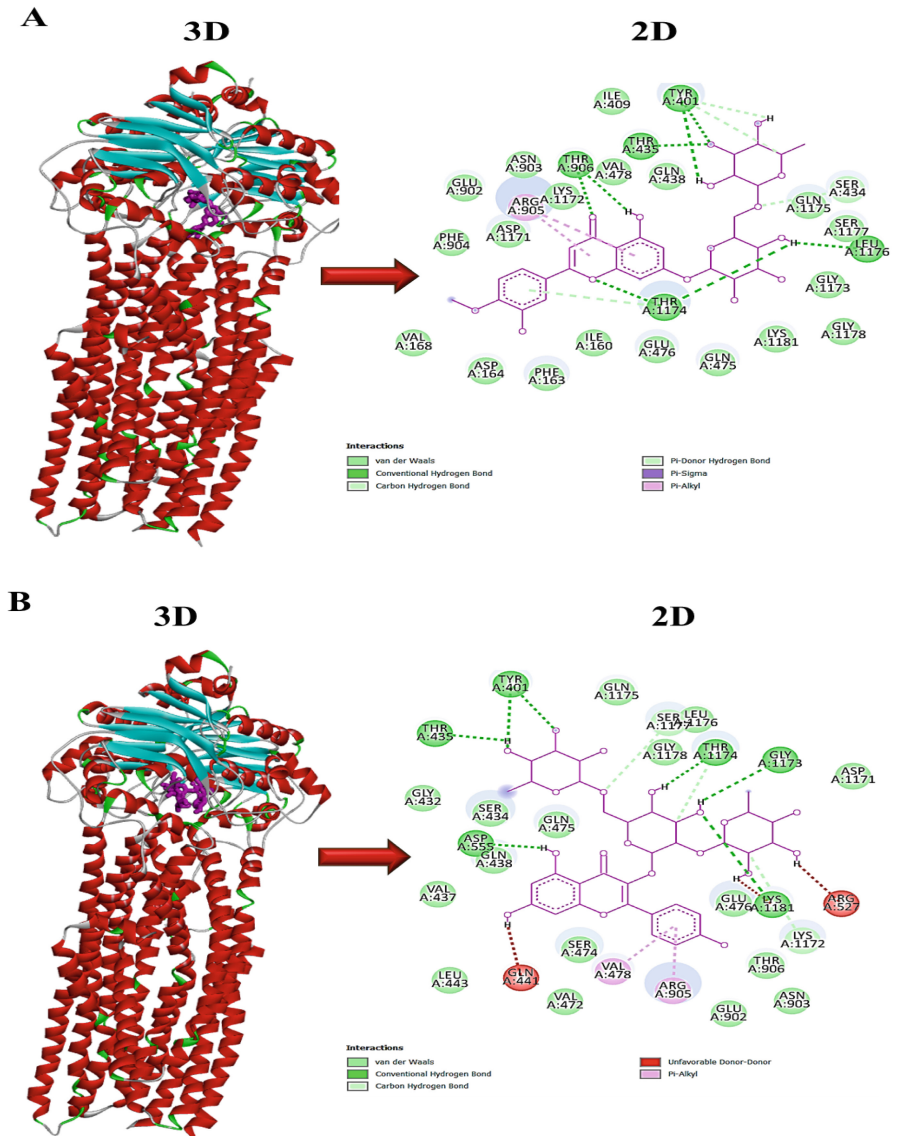 A
3D
2D
ILE
A:409
TYR
A:401
H
THR
A:435
ASN
A:903
THR
A:906
VAL
A:478
GLN
A:438
H
GLU
A:902
LYS
A:1172
ARG
A:905
H
SER
A:434
GLN
A:1175
PHE
A:904
ASP
A:1171
SER
A:1177
H
LEU
A:1176
GLY
A:1173
THR
A:1174
VAL
A:168
ILE
A:160
GLU
A:476
LYS
A:1181
GLY
A:1178
ASP
A:164
PHE
A:163
GLN
A:475
Interactions
van der Waals
Conventional Hydrogen Bond
Carbon Hydrogen Bond
Pi-Donor Hydrogen Bond
Pi-Sigma
Pi-Alkyl
B
3D
2D
TYR
A:401
GLN
A:1175
THR
A:435
H
SER
A:1177
LEU
A:1176
GLY
A:1178
THR
A:1174
GLY
A:1173
ASP
A:1171
GLY
A:432
SER
A:434
GLN
A:475
H
H
ASP
A:555
GLN
A:438
H
VAL
A:437
H
H
GLU
A:476
LYS
A:1181
ARG
A:527
H
SER
A:474
LYS
A:1172
LEU
A:443
GLN
A:441
VAL
A:478
THR
A:906
VAL
A:472
ARG
A:905
GLU
A:902
ASN
A:903
Interactions
van der Waals
Conventional Hydrogen Bond
Carbon Hydrogen Bond
Unfavorable Donor-Donor
Pi-Alkyl